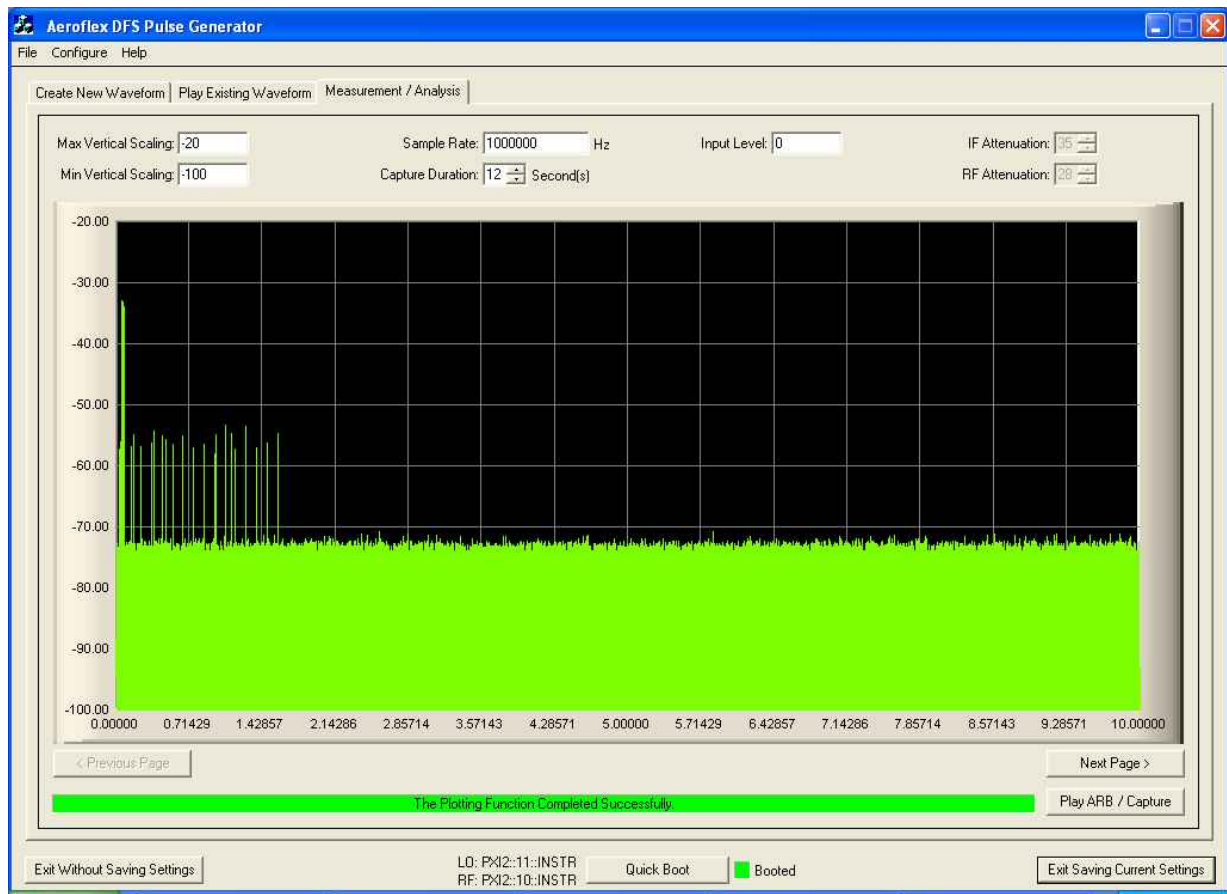 Aeroflex DFS Pulse Generator
File Configure Help
Create New Waveform Play Existing Waveform Measurement / Analysis
Max Vertical Scaling: -20 Sample Rate: 1000000 Hz Input Level: 0 IF Attenuation: 35
Min Vertical Scaling: -100 Capture Duration: 12 Second(s) RF Attenuation: 28
-20.00
-30.00
-40.00
-50.00
-60.00
-70.00
-80.00
-90.00
-100.00
0.00000 0.71429 1.42857 2.14286 2.85714 3.57143 4.28571 5.00000 5.71429 6.42857 7.14286 7.85714 8.57143 9.28571 10.00000
< Previous Page Next Page >
The Plotting Function Completed Successfully. Play ARB / Capture
Exit Without Saving Settings LO: PXI2::11::INSTR Quick Boot Booted Exit Saving Current Settings
RF: PXI2::10::INSTR